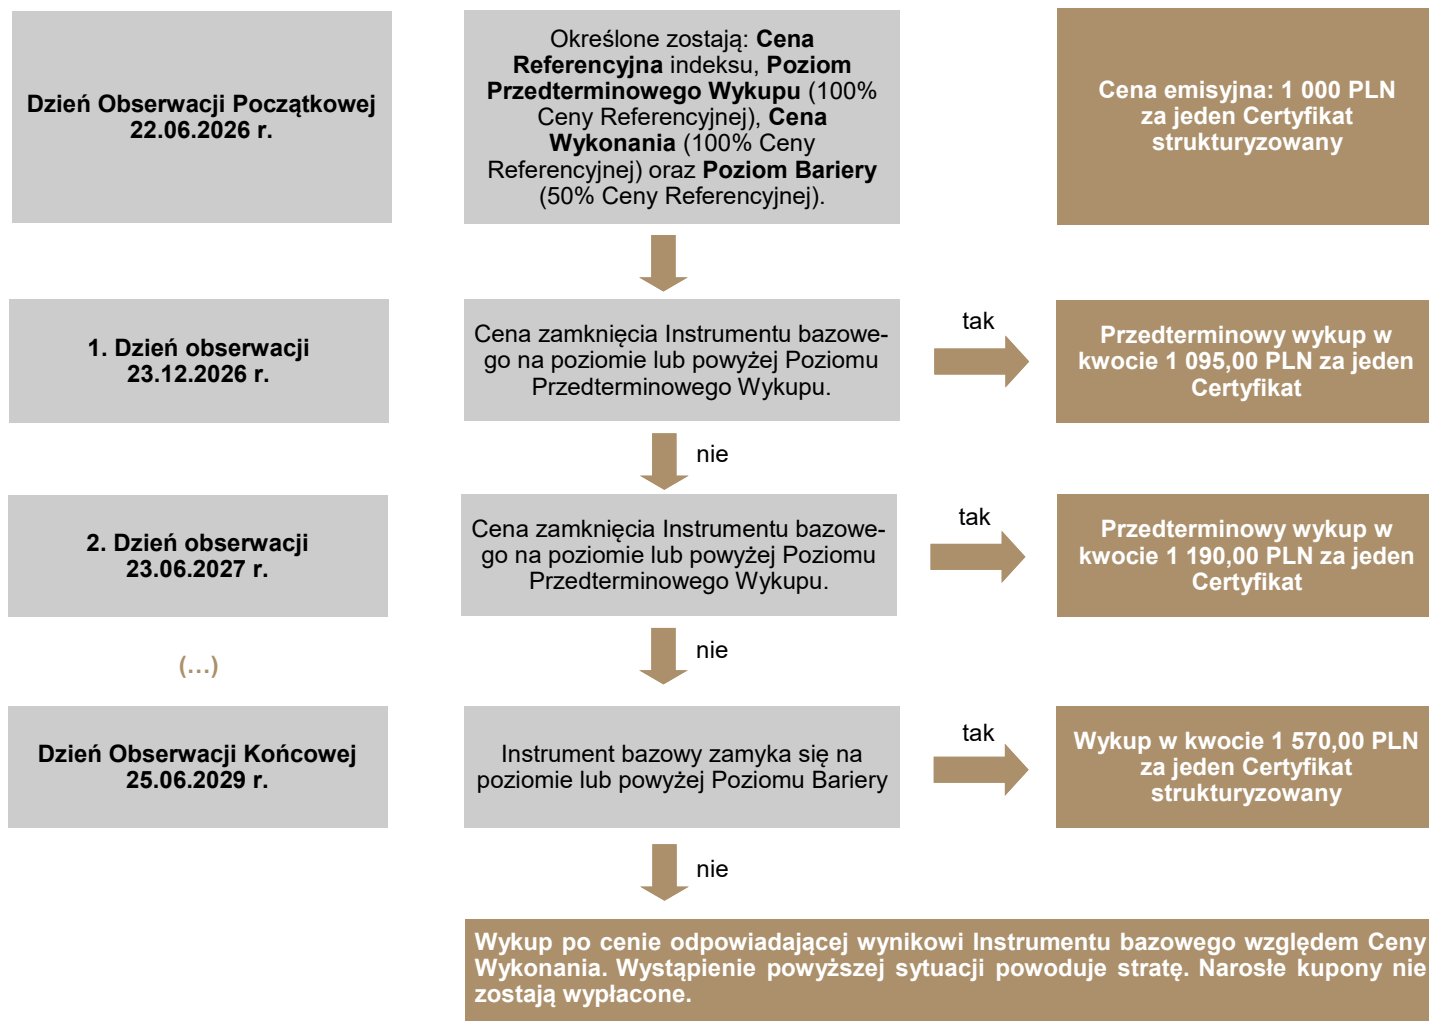 Dzień Obserwacji Początkowej
22.06.2026 r.
Określone zostają: Cena
Referencyjna indeksu, Poziom
Przedterminowego Wykupu (100%
Ceny Referencyjnej), Cena
Wykonania (100% Ceny
Referencyjnej) oraz Poziom Bariery
(50% Ceny Referencyjnej).
Cena emisyjna: 1 000 PLN
za jeden Certyfikat
strukturyzowany
1. Dzień obserwacji
23.12.2026 r.
Cena zamknięcia Instrumentu bazowe-
go na poziomie lub powyżej Poziomu
Przedterminowego Wykupu.
tak
Przedterminowy wykup w
kwocie 1 095,00 PLN za jeden
Certyfikat
nie
2. Dzień obserwacji
23.06.2027 r.
Cena zamknięcia Instrumentu bazowe-
go na poziomie lub powyżej Poziomu
Przedterminowego Wykupu.
tak
Przedterminowy wykup w
kwocie 1 190,00 PLN za jeden
Certyfikat
nie
(…)
Dzień Obserwacji Końcowej
25.06.2029 r.
Instrument bazowy zamyka się na
poziomie lub powyżej Poziomu Bariery
tak
Wykup w kwocie 1 570,00 PLN
za jeden Certyfikat
strukturyzowany
nie
Wykup po cenie odpowiadającej wynikowi Instrumentu bazowego względem Ceny
Wykonania. Wystąpienie powyższej sytuacji powoduje stratę. Narosłe kupony nie
zostają wypłacone.